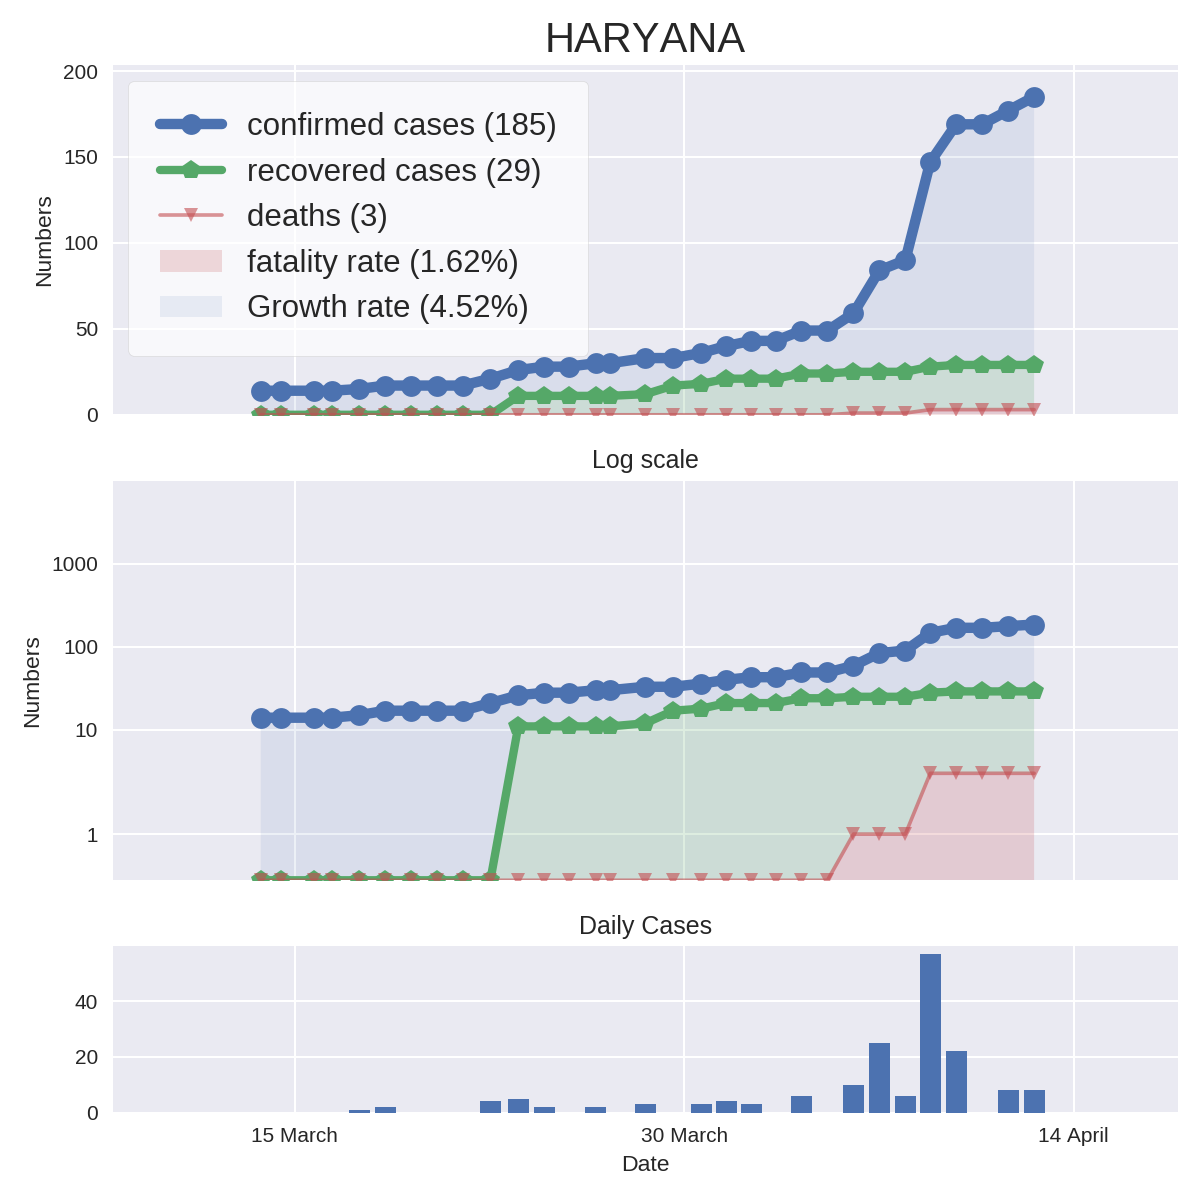 HARYANA
200
150
100
50
0
Numbers
confirmed cases (185)
recovered cases (29)
deaths (3)
fatality rate (1.62%)
Growth rate (4.52%)
Log scale
1000
100
10
1
Numbers
Daily Cases
40
20
0
15 March
30 March
14 April
Date